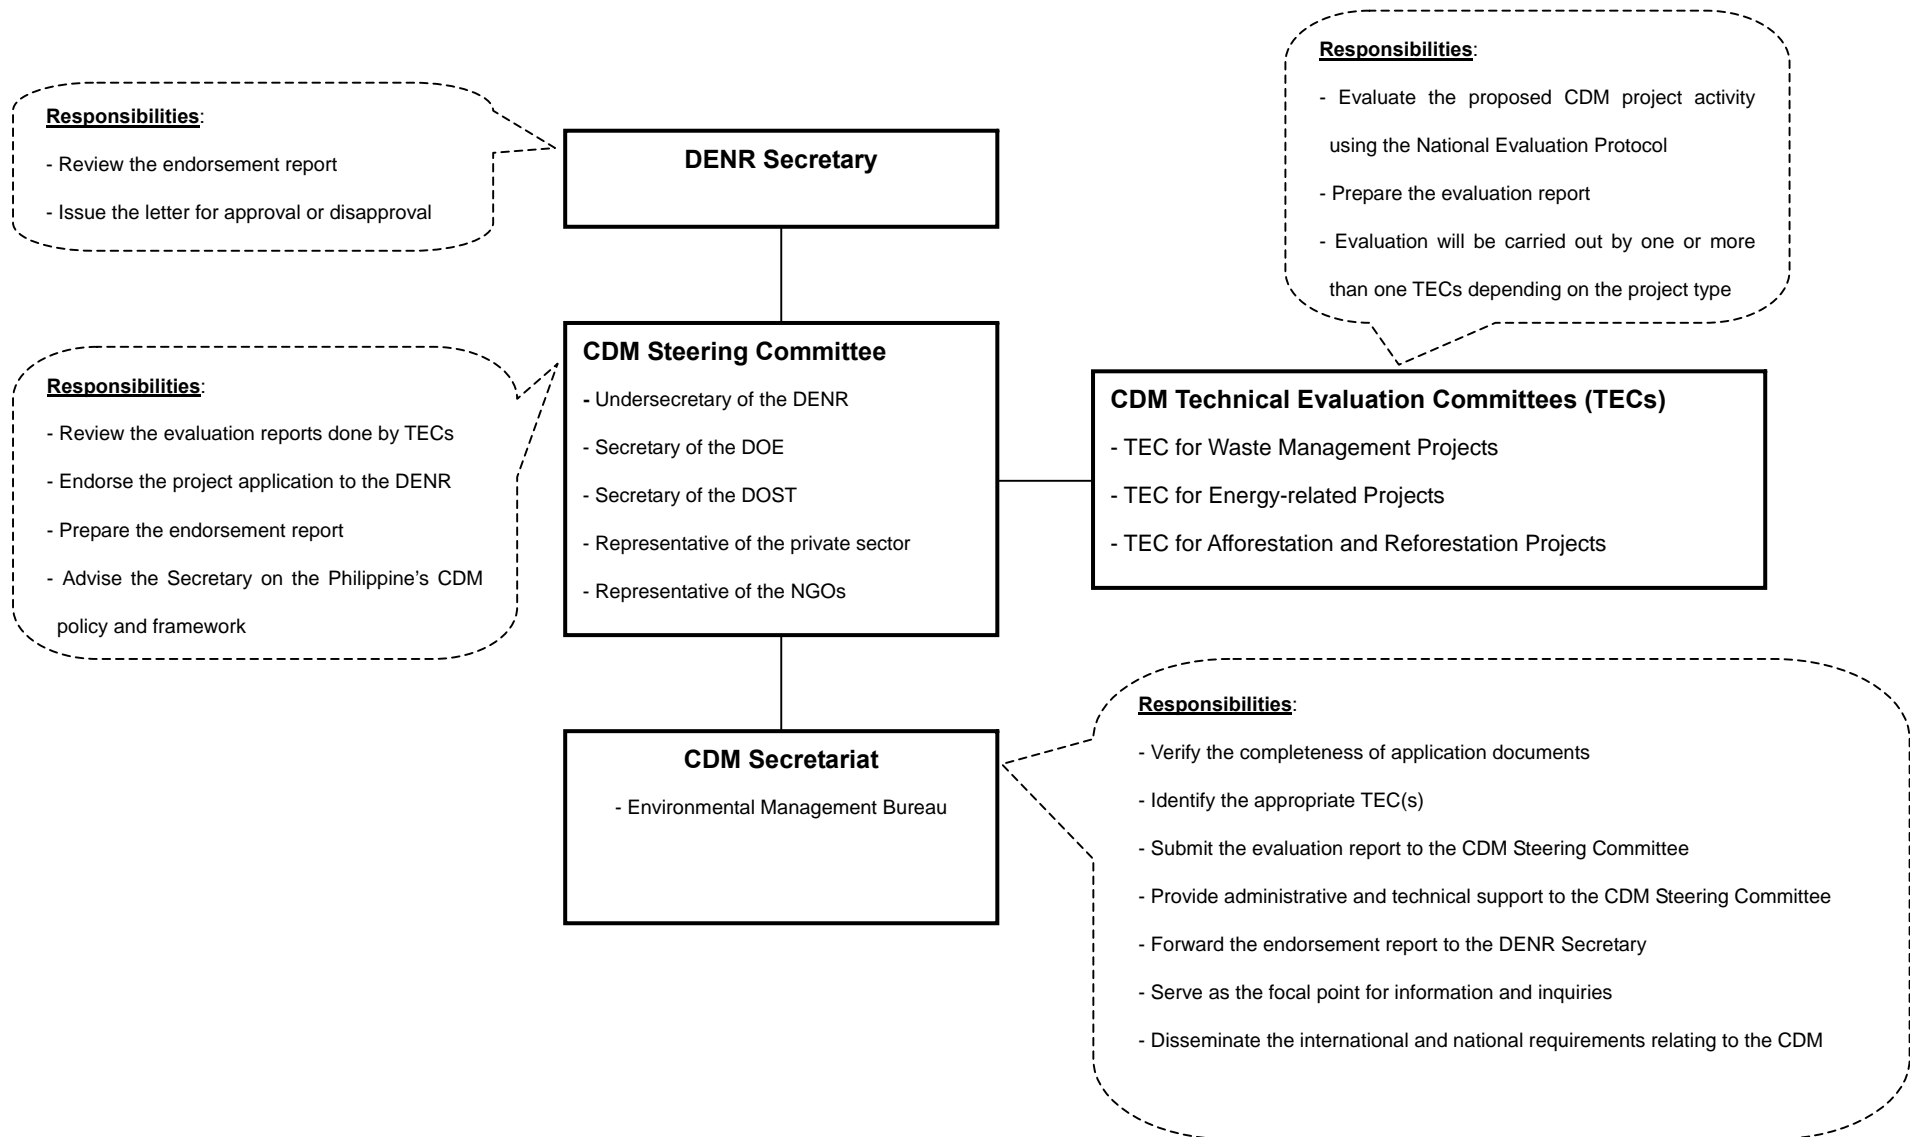 Responsibilities:
- Review the endorsement report
- Issue the letter for approval or disapproval
DENR Secretary
Responsibilities:
- Evaluate the proposed CDM project activity
using the National Evaluation Protocol
- Prepare the evaluation report
- Evaluation will be carried out by one or more
than one TECs depending on the project type
Responsibilities:
- Review the evaluation reports done by TECs
- Endorse the project application to the DENR
- Prepare the endorsement report
- Advise the Secretary on the Philippine's CDM
policy and framework
CDM Steering Committee
- Undersecretary of the DENR
- Secretary of the DOE
- Secretary of the DOST
- Representative of the private sector
- Representative of the NGOs
CDM Technical Evaluation Committees (TECs)
- TEC for Waste Management Projects
- TEC for Energy-related Projects
- TEC for Afforestation and Reforestation Projects
CDM Secretariat
- Environmental Management Bureau
Responsibilities:
- Verify the completeness of application documents
- Identify the appropriate TEC(s)
- Submit the evaluation report to the CDM Steering Committee
- Provide administrative and technical support to the CDM Steering Committee
- Forward the endorsement report to the DENR Secretary
- Serve as the focal point for information and inquiries
- Disseminate the international and national requirements relating to the CDM